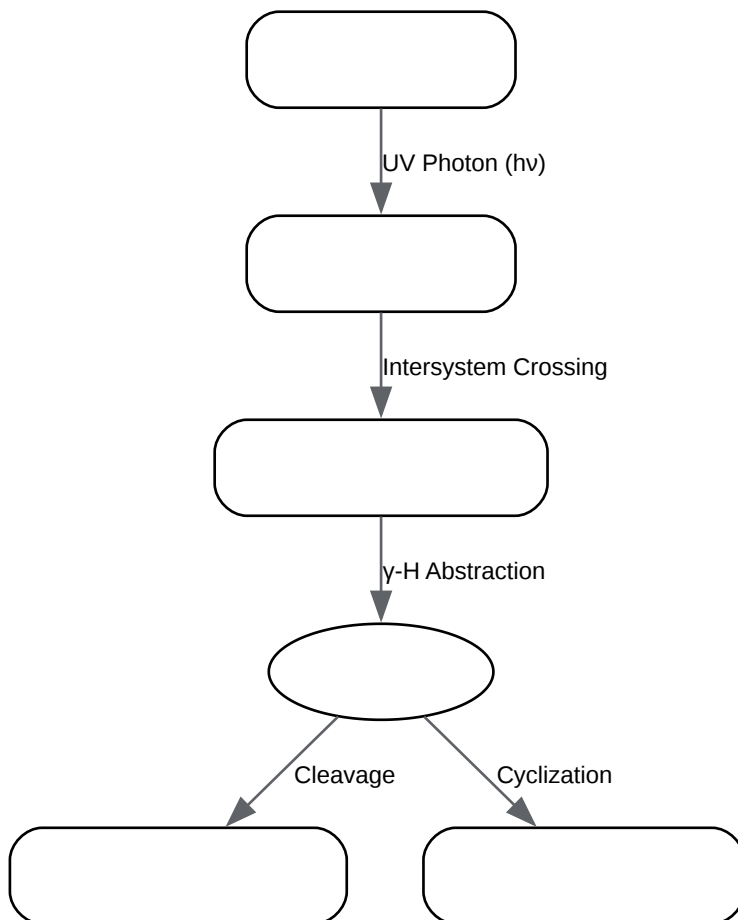 UV Photon (hν)
Intersystem Crossing
γ-H Abstraction
Cleavage
Cyclization